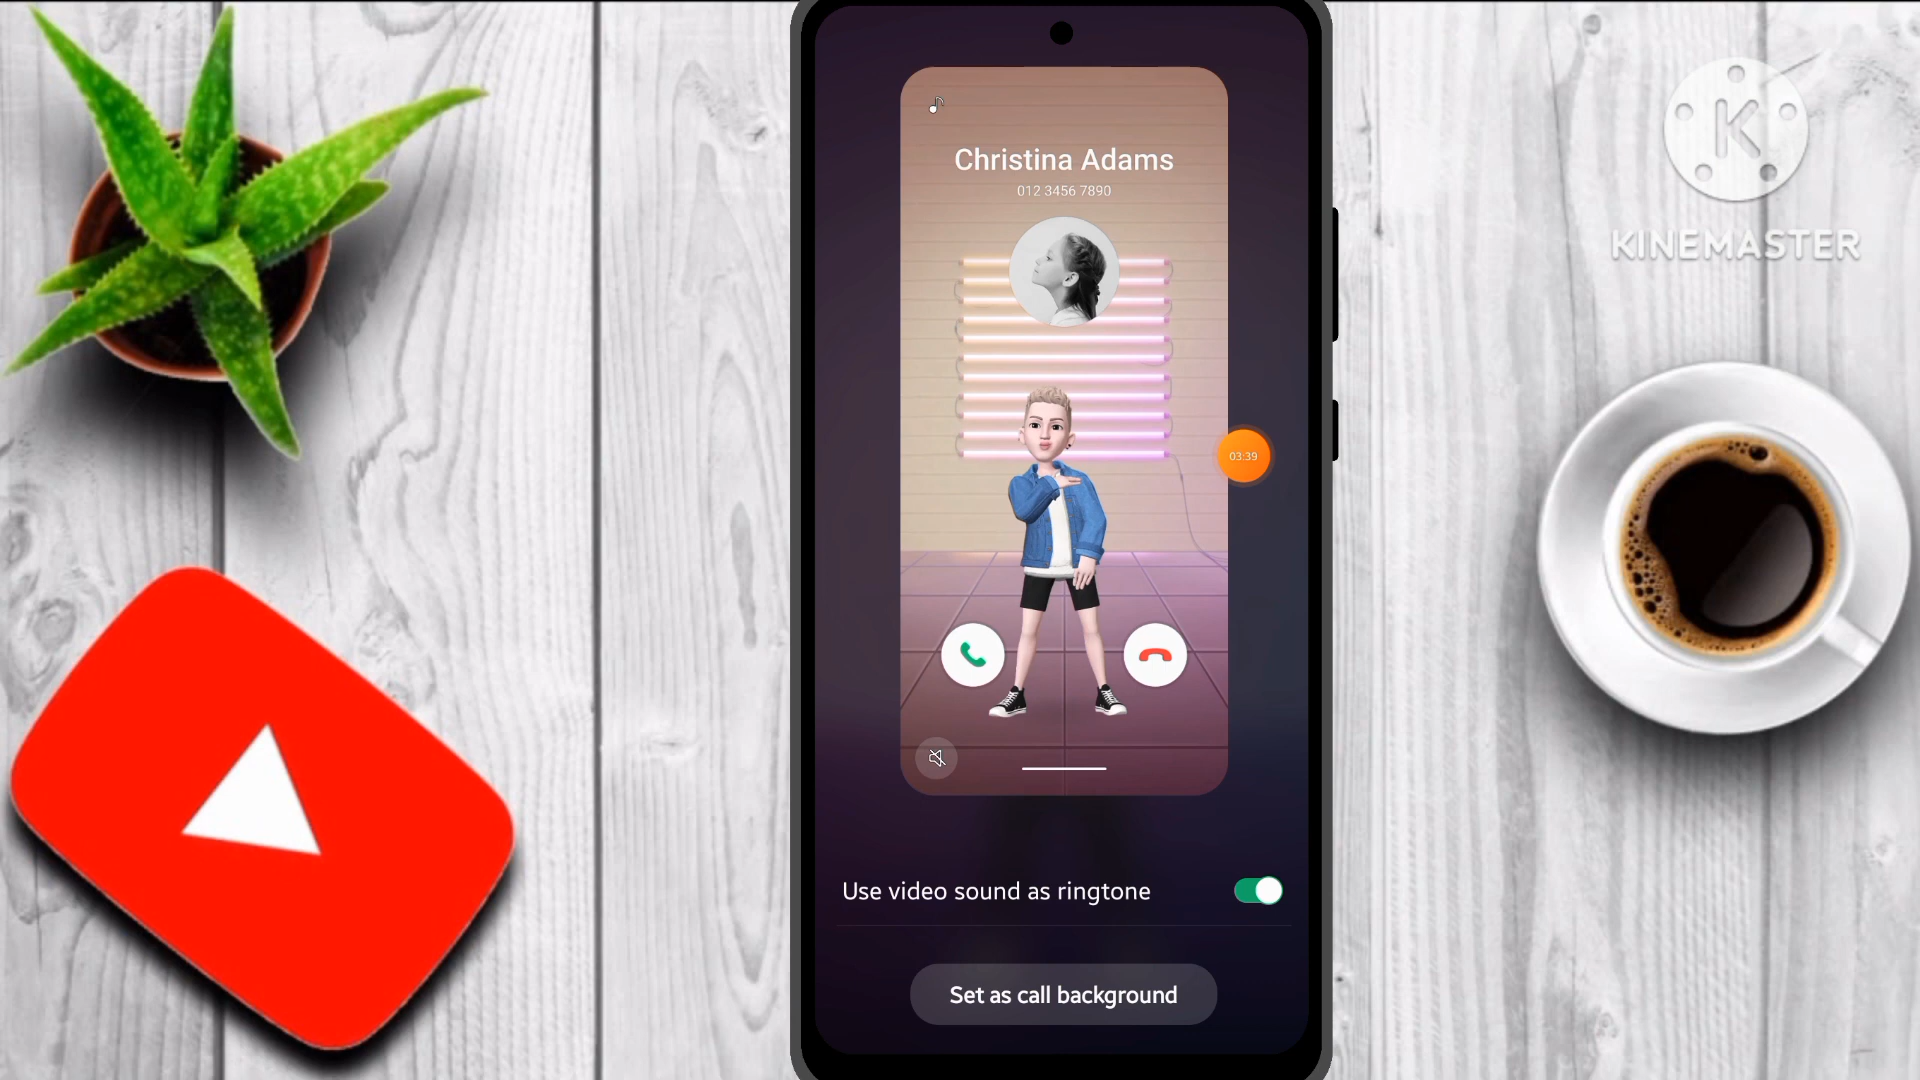 Christina Adams
012 3456 7890
K
KINEMASTER
03:39
Use video sound as ringtone
Set as call background